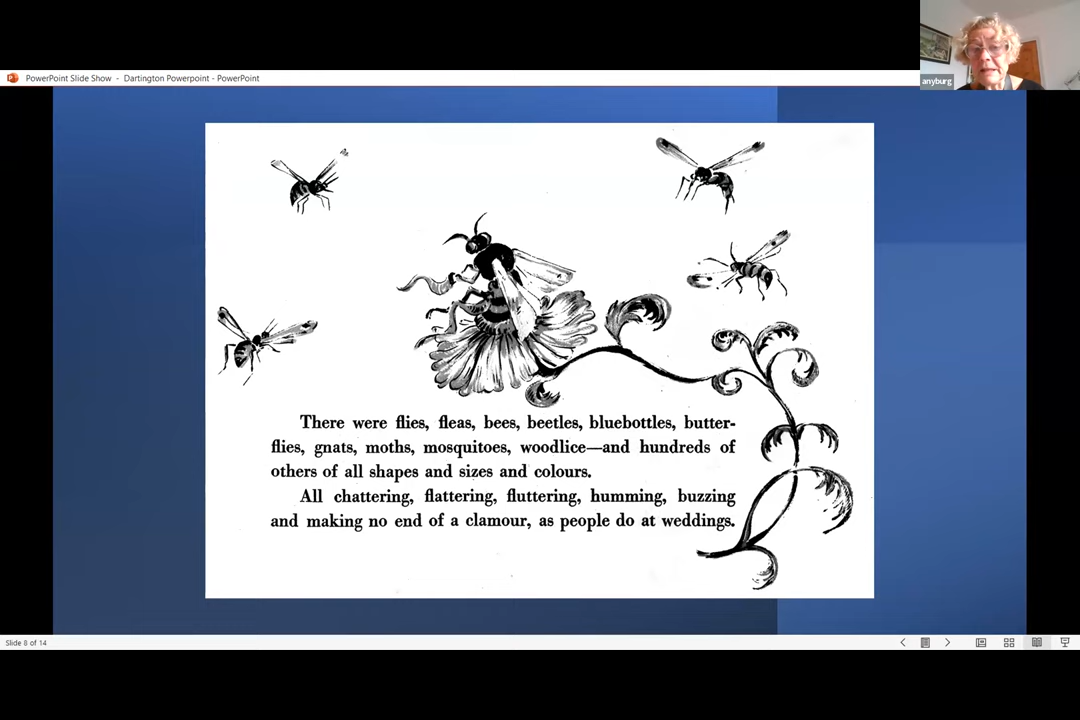 PowerPoint Slide Show - Dartington Powerpoint - PowerPoint
anyburg
There were flies, fleas, bees, beetles, bluebottles, butter-
flies, gnats, moths, mosquitoes, woodlice—and hundreds of
others of all shapes and sizes and colours.
All chattering, flattering, fluttering, humming, buzzing
and making no end of a clamour, as people do at weddings.
Slide 8 of 14